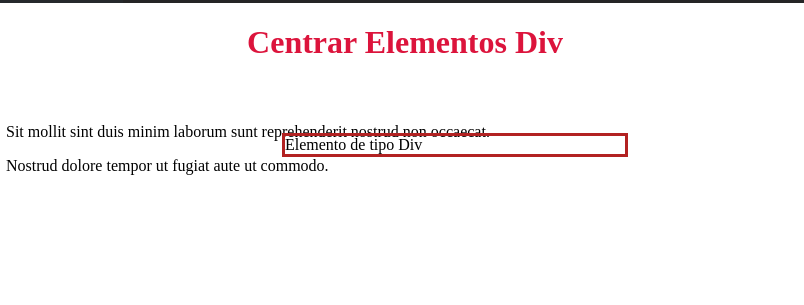 Centrar Elementos Div
Sit mollit sint duis minim laborum sunt reprehenderit nostrud non occaecat.
Elemento de tipo Div
Nostrud dolore tempor ut fugiat aute ut commodo.